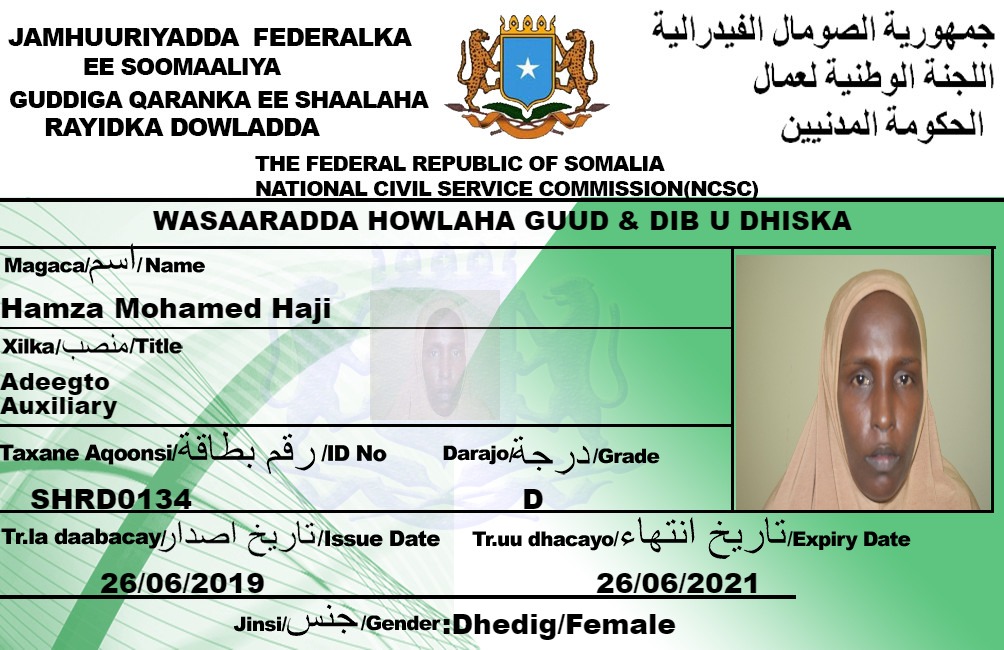 JAMHUURIYADDA FEDERALKA
EE SOOMAALIYA
GUDDIGA QARANKA EE SHAALAHA
RAYIDKA DOWLADDA
جمهورية الصومال الفيدرالية
اللجنة الوطنية لعمال
الحكومة المدنيين
THE FEDERAL REPUBLIC OF SOMALIA
NATIONAL CIVIL SERVICE COMMISSION(NCSC)
WASAARADDA HOWLAHA GUUD & DIB U DHISKA
Magaca/اسم/Name
Hamza Mohamed Haji
Xilka/منصب/Title
Adeegto
Auxiliary
Taxane Aqoonsi/رقم بطاقة/ID No
SHRD0134
Darajo/درجة/Grade
D
Tr.la daabacay/تاريخ اصدار/Issue Date
26/06/2019
Tr.uu dhacayo/تاريخ انتهاء/Expiry Date
26/06/2021
Jinsi/جنس/Gender:Dhedig/Female